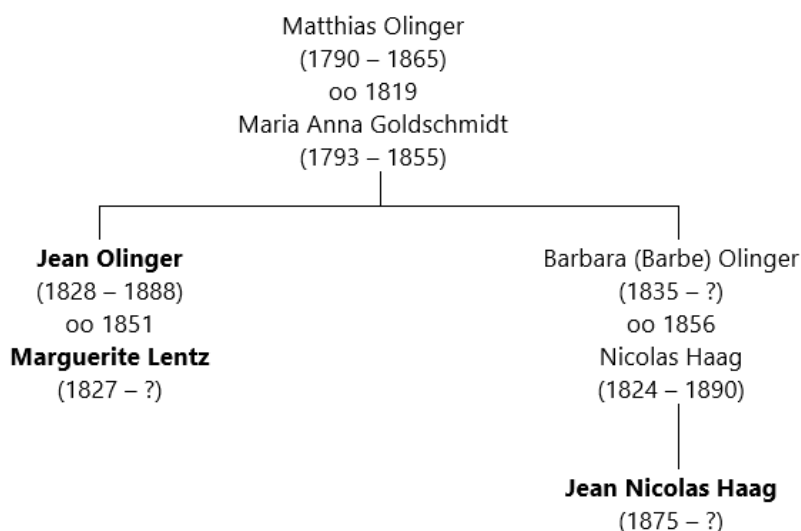 Matthias Olinger
(1790 – 1865)
oo 1819
Maria Anna Goldschmidt
(1793 – 1855)
Jean Olinger
(1828 – 1888)
oo 1851
Marguerite Lentz
(1827 – ?)
Barbara (Barbe) Olinger
(1835 – ?)
oo 1856
Nicolas Haag
(1824 – 1890)
Jean Nicolas Haag
(1875 – ?)